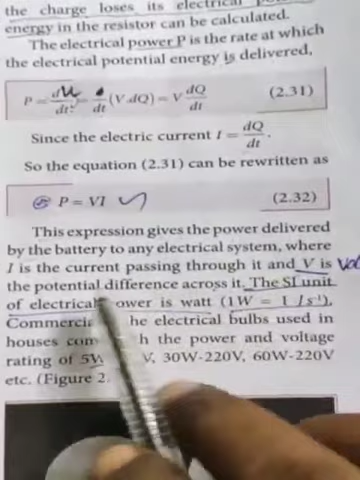 the charge loses its electrical
energy in the resistor can be calculated.
The electrical power P is the rate at which
the electrical potential energy is delivered,
P = dU/dt = d/dt (V.dQ) = V dQ/dt (2.31)
Since the electric current I = dQ/dt.
So the equation (2.31) can be rewritten as
P = VI (2.32)
This expression gives the power delivered
by the battery to any electrical system, where
I is the current passing through it and V is
the potential difference across it. The SI unit
of electrical ower is watt (1W = 1 J s⁻¹).
Commerci he electrical bulbs used in
houses com h the power and voltage
rating of 5W V, 30W-220V, 60W-220V
etc. (Figure 2